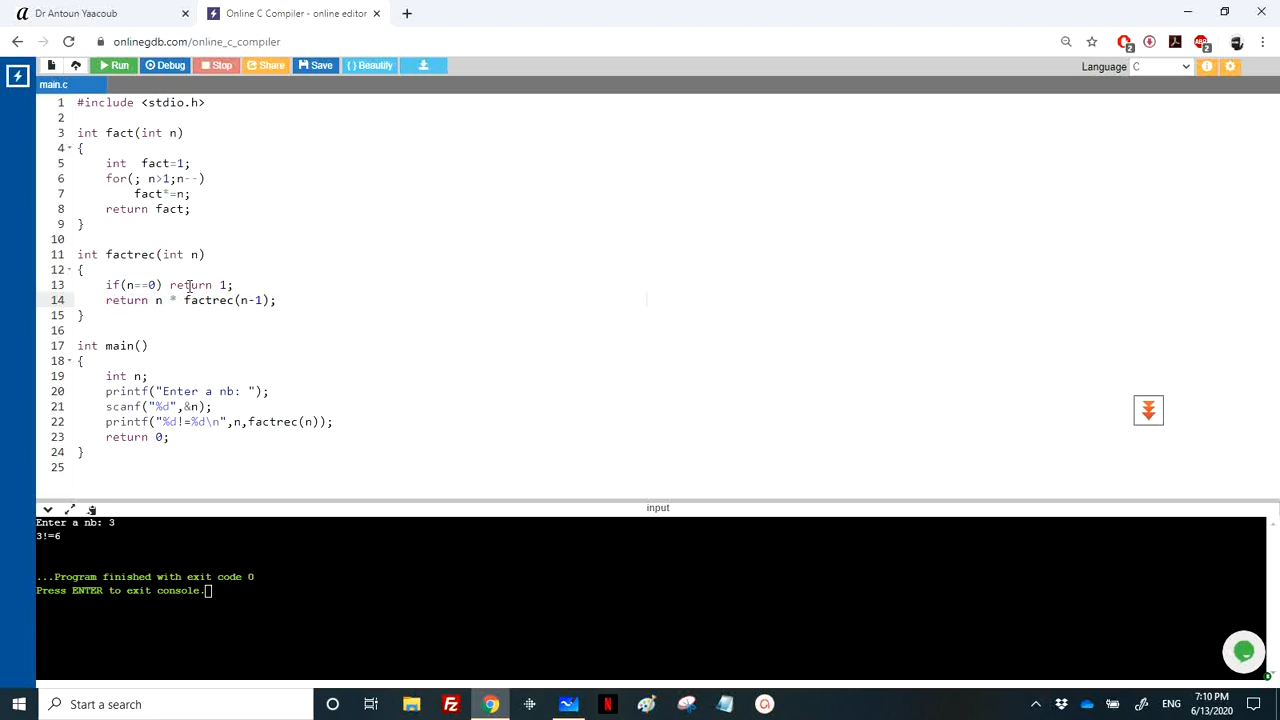 Dr Antoun Yaacoub
Online C Compiler - online editor
onlinegdb.com/online_c_compiler
Run Debug Stop Share Save { } Beautify Language C
main.c
1 #include <stdio.h>
2
3 int fact(int n)
4 {
5 int  fact=1;
6 for(; n>1;n--)
7 fact*=n;
8 return fact;
9 }
10
11 int factrec(int n)
12 {
13 if(n==0) return 1;
14 return n * factrec(n-1);
15 }
16
17 int main()
18 {
19 int n;
20 printf("Enter a nb: ");
21 scanf("%d",&n);
22 printf("%d!=%d\n",n,factrec(n));
23 return 0;
24 }
25
input
Enter a nb: 3
3!=6
...Program finished with exit code 0
Press ENTER to exit console.
Start a search
ENG
7:10 PM
6/13/2020